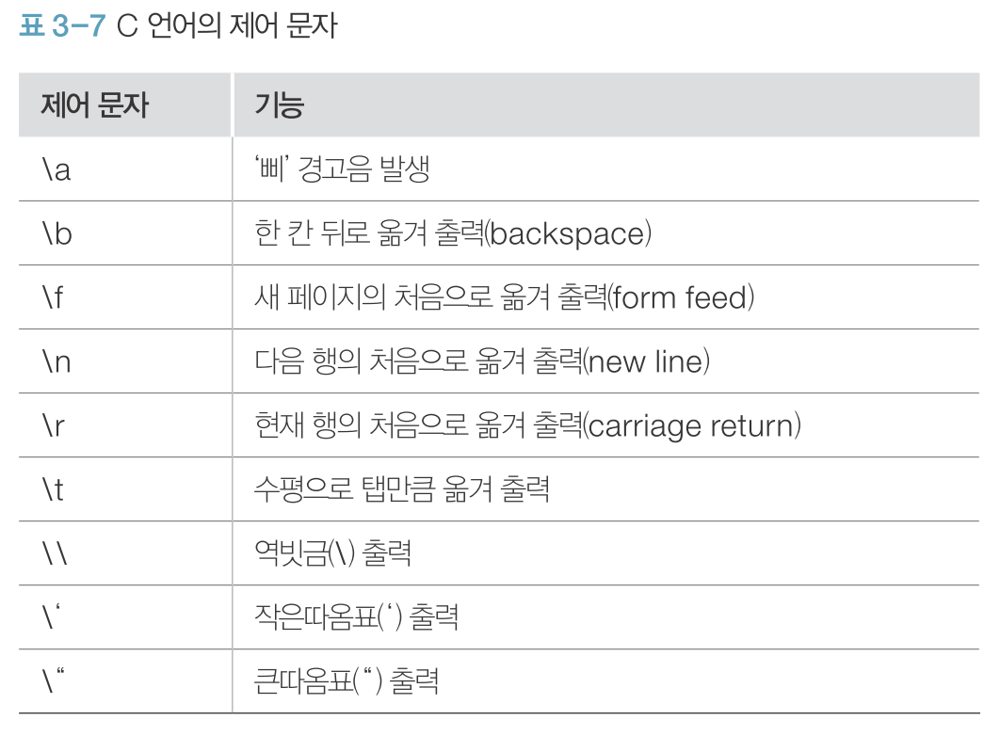 표 3-7 C 언어의 제어 문자
제어 문자 기능
\a ‘삐’ 경고음 발생
\b 한 칸 뒤로 옮겨 출력(backspace)
\f 새 페이지의 처음으로 옮겨 출력(form feed)
\n 다음 행의 처음으로 옮겨 출력(new line)
\r 현재 행의 처음으로 옮겨 출력(carriage return)
\t 수평으로 탭만큼 옮겨 출력
\\ 역빗금(\) 출력
\‘ 작은따옴표(‘) 출력
\“ 큰따옴표(“) 출력